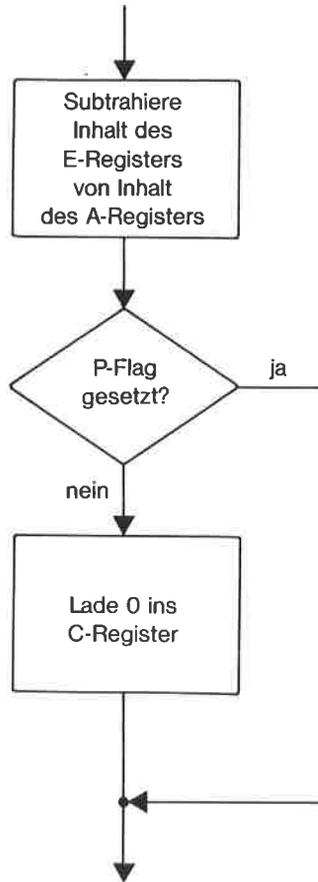 Subtrahiere
Inhalt des
E-Registers
von Inhalt
des A-Registers
P-Flag
gesetzt?
ja
nein
Lade 0 ins
C-Register